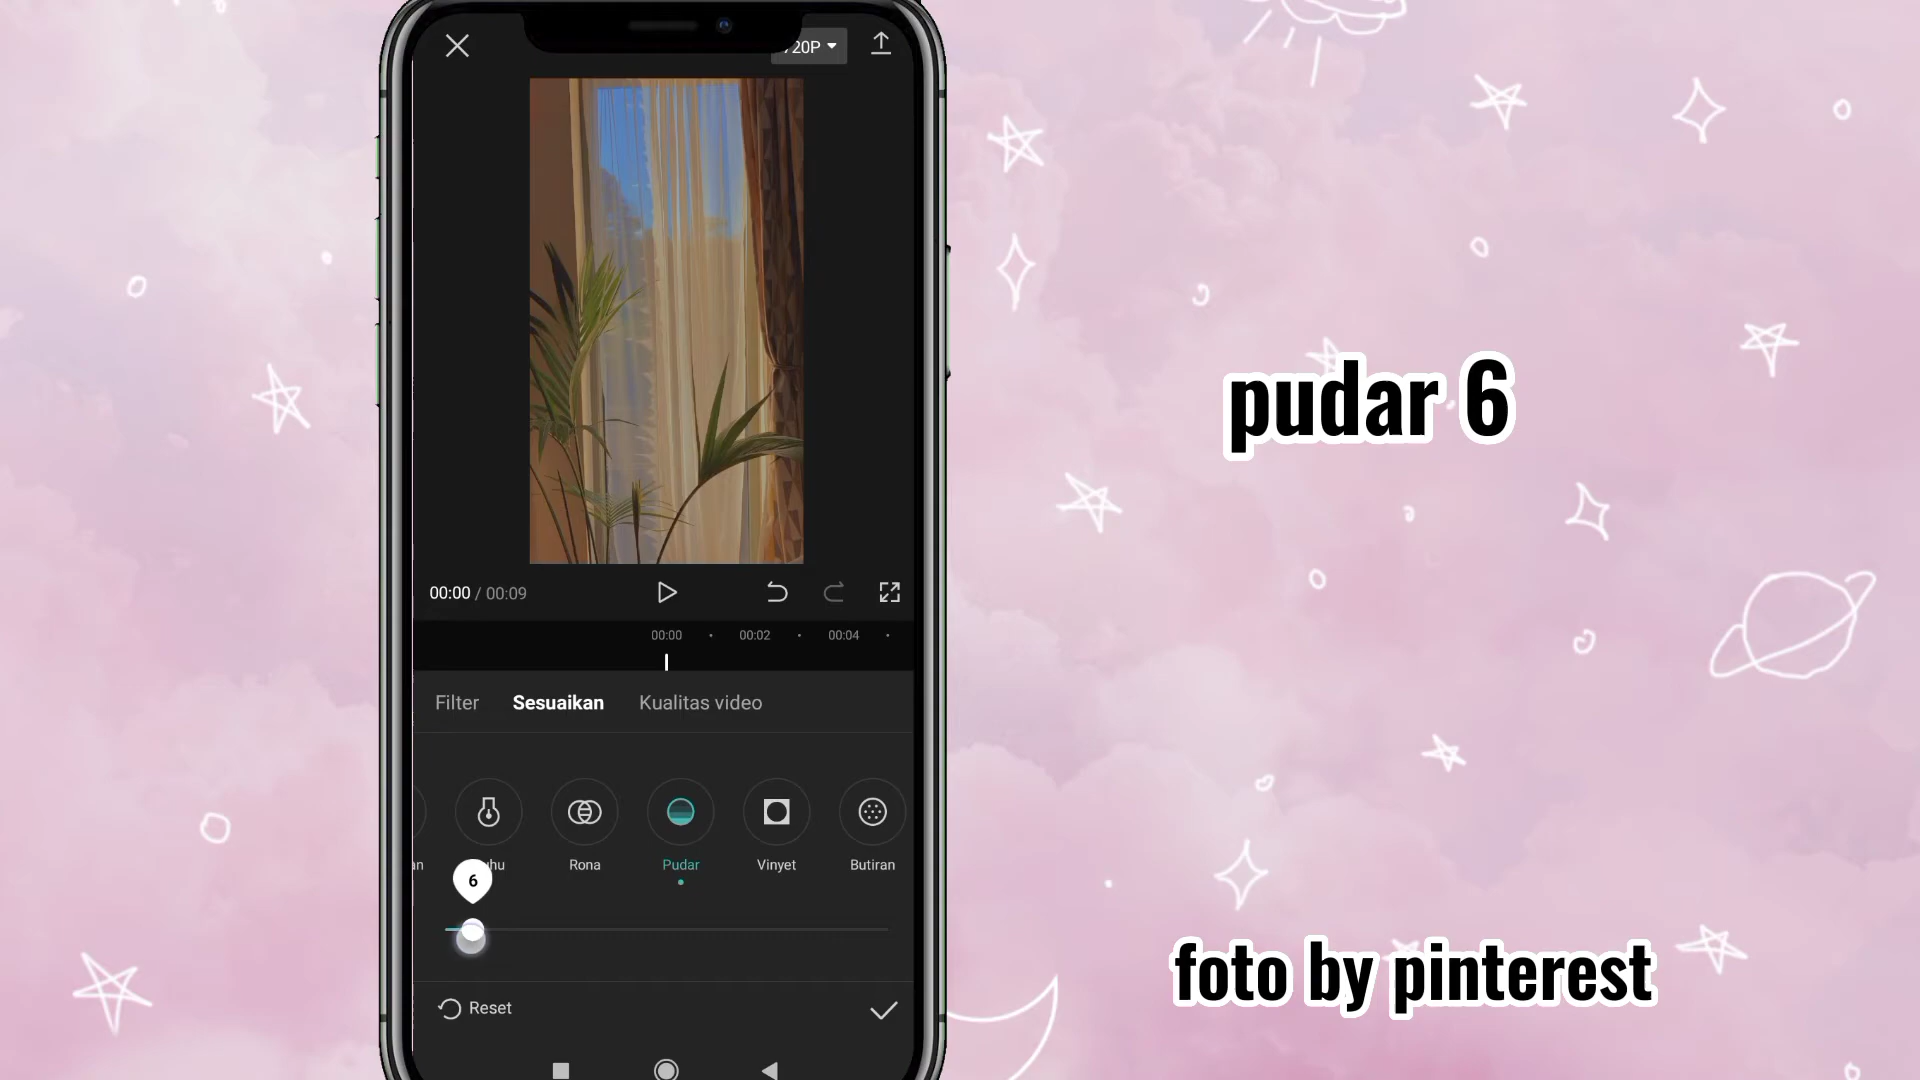 720P
00:00 / 00:09
00:00 00:02 00:04
Filter Sesuaikan Kualitas video
Rona Pudar Vinyet Butiran
6
Reset
pudar 6
foto by pinterest